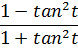 1 − tan²t
1 + tan²t